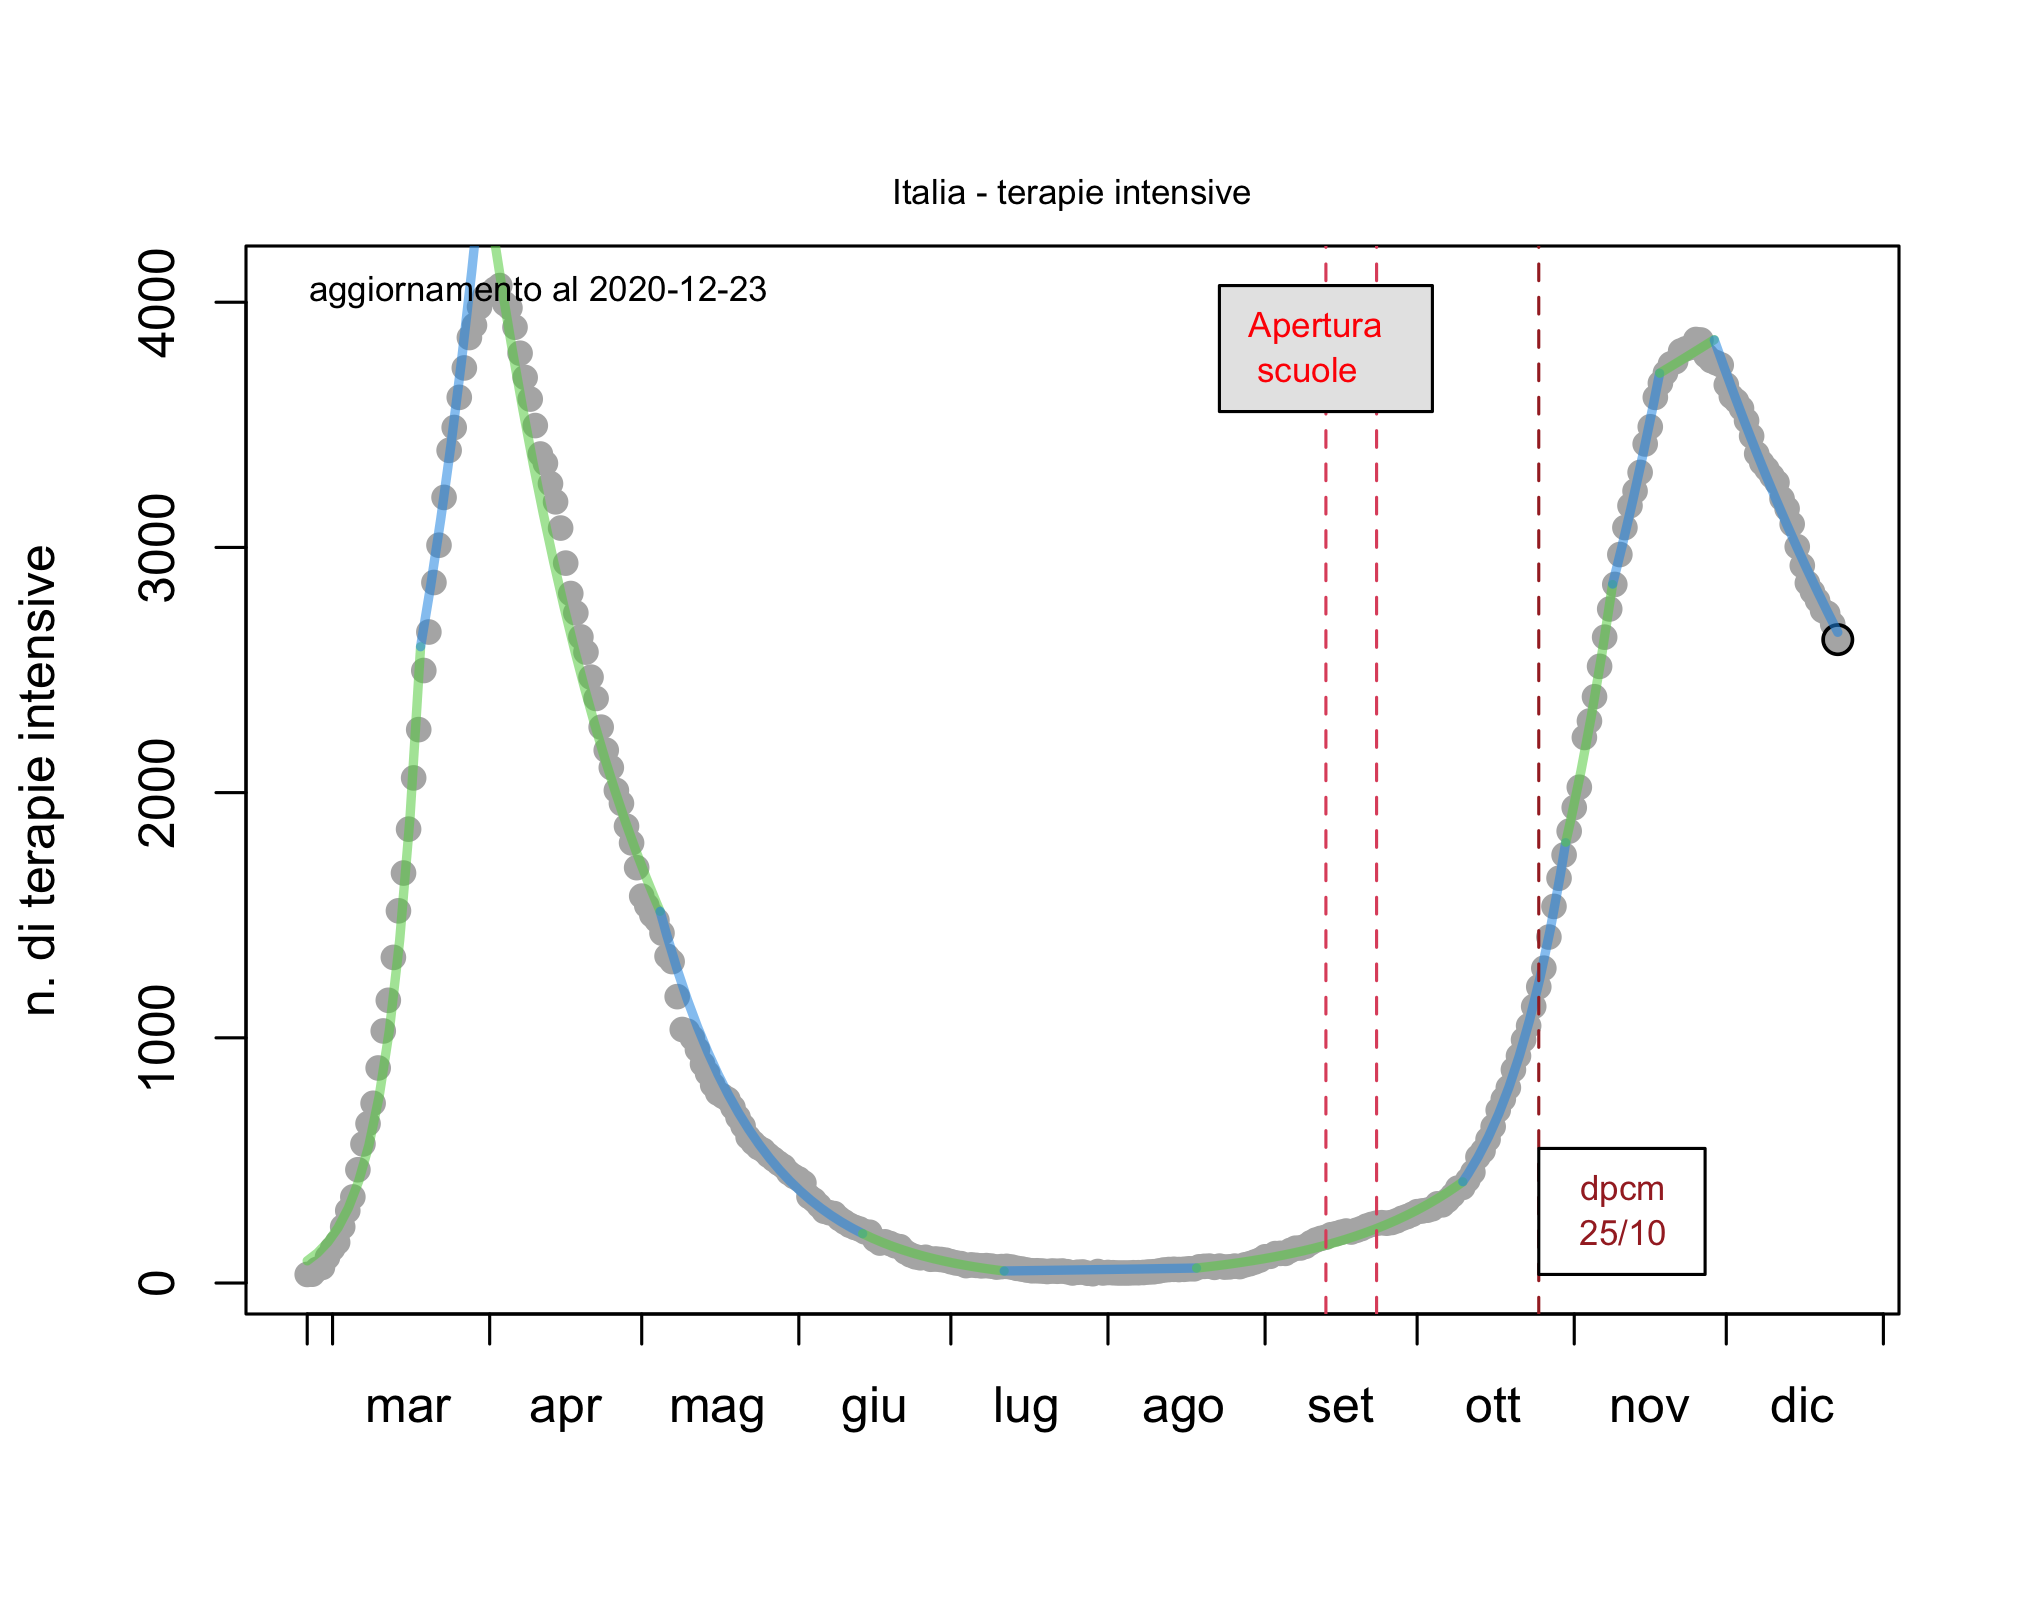 Italia - terapie intensive
aggiornamento al 2020-12-23
Apertura
scuole
dpcm
25/10
n. di terapie intensive
4000
3000
2000
1000
0
mar apr mag giu lug ago set ott nov dic